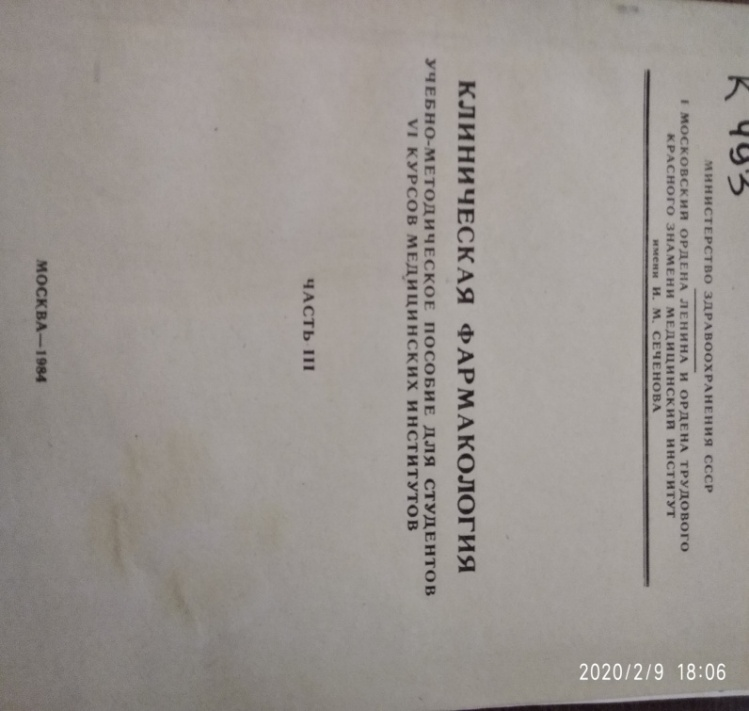 К 493
МИНИСТЕРСТВО ЗДРАВООХРАНЕНИЯ СССР
I МОСКОВСКИЙ ОРДЕНА ЛЕНИНА И ОРДЕНА ТРУДОВОГО
КРАСНОГО ЗНАМЕНИ МЕДИЦИНСКИЙ ИНСТИТУТ
имени И. М. СЕЧЕНОВА
КЛИНИЧЕСКАЯ ФАРМАКОЛОГИЯ
УЧЕБНО-МЕТОДИЧЕСКОЕ ПОСОБИЕ ДЛЯ СТУДЕНТОВ
VI КУРСОВ МЕДИЦИНСКИХ ИНСТИТУТОВ
ЧАСТЬ III
МОСКВА—1984
2020/2/9 18:06